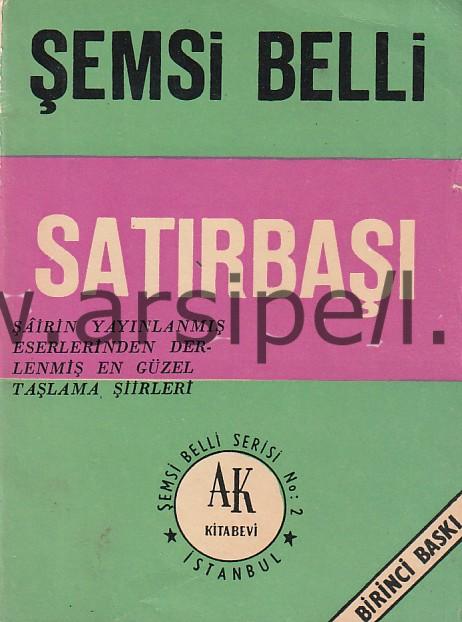 ŞEMSİ BELLİ
SATIRBAŞI
w.arsipel.
ŞÂİRİN YAYINLANMIŞ
ESERLERİNDEN DER-
LENMİŞ EN GÜZEL
TAŞLAMA ŞİİRLERİ
ŞEMSİ BELLİ SERİSİ No: 2
AK
KİTABEVİ
★ İSTANBUL ★
BİRİNCİ BASKI